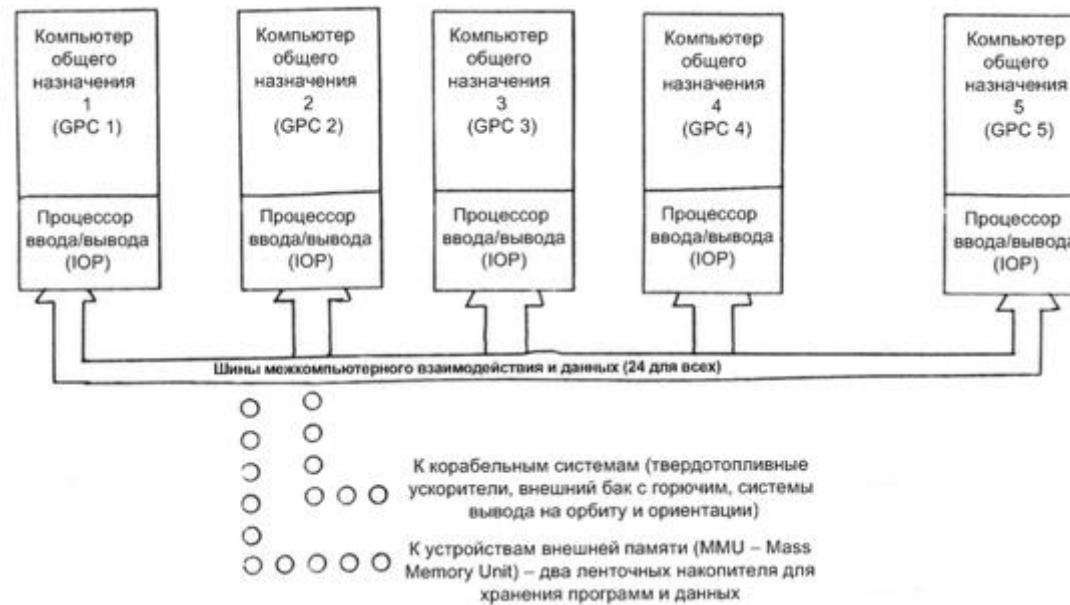 Компьютер
общего
назначения
1
(GPC 1)
Процессор
ввода/вывода
(IOP)
Компьютер
общего
назначения
2
(GPC 2)
Процессор
ввода/вывода
(IOP)
Компьютер
общего
назначения
3
(GPC 3)
Процессор
ввода/вывода
(IOP)
Компьютер
общего
назначения
4
(GPC 4)
Процессор
ввода/вывода
(IOP)
Компьютер
общего
назначения
5
(GPC 5)
Процессор
ввода/вывода
(IOP)
Шины межкомпьютерного взаимодействия и данных (24 для всех)
К корабельным системам (твердотопливные
ускорители, внешний бак с горючим, системы
вывода на орбиту и ориентации)
К устройствам внешней памяти (MMU – Mass
Memory Unit) – два ленточных накопителя для
хранения программ и данных